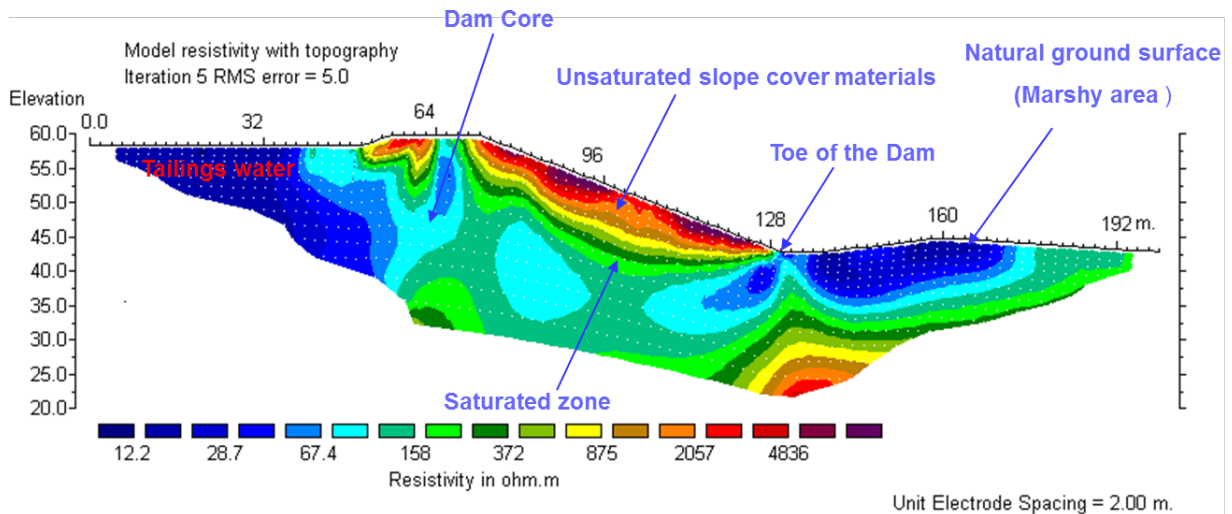 Dam Core
Model resistivity with topography
Iteration 5 RMS error = 5.0
Unsaturated slope cover materials
Natural ground surface
(Marshy area )
Elevation
0.0 32 64 96 128 160 192 m.
Toe of the Dam
Tailings water
60.0
55.0
50.0
45.0
40.0
35.0
30.0
25.0
20.0
Saturated zone
12.2 28.7 67.4 158 372 875 2057 4836
Resistivity in ohm.m
Unit Electrode Spacing = 2.00 m.